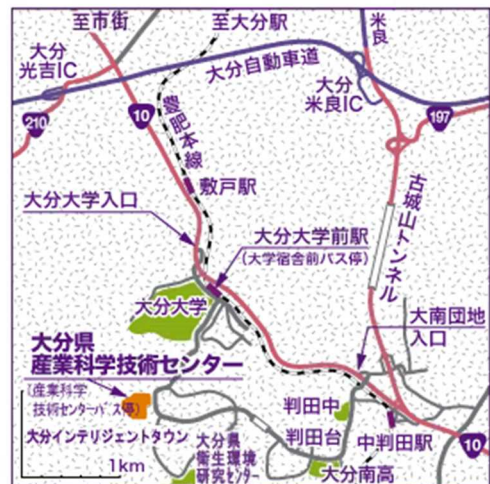 至市街
至大分駅
米良
大分
光吉IC
大分自動車道
大分
米良IC
210
10
197
豊肥本線
敷戸駅
古城山トンネル
大分大学入口
大分大学前駅
(大学宿舎前バス停)
大分大学
大南団地
入口
大分県
産業科学技術センター
(産業科学
技術センターバス停)
大分インテリジェントタウン
判田中
判田台
中判田駅
10
大分県
衛生環境
研究センター
大分南高
1km